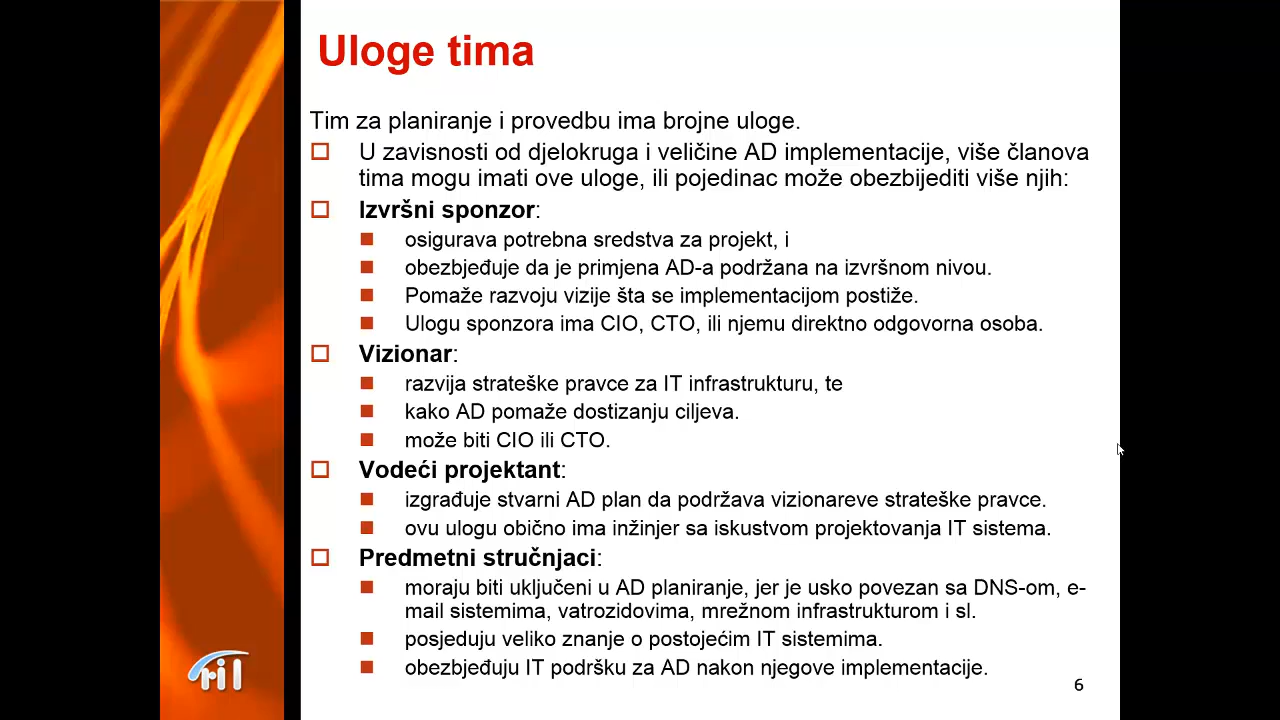 Uloge tima
Tim za planiranje i provedbu ima brojne uloge.
U zavisnosti od djelokruga i veličine AD implementacije, više članova
tima mogu imati ove uloge, ili pojedinac može obezbijediti više njih:
Izvršni sponzor:
osigurava potrebna sredstva za projekt, i
obezbjeđuje da je primjena AD-a podržana na izvršnom nivou.
Pomaže razvoju vizije šta se implementacijom postiže.
Ulogu sponzora ima CIO, CTO, ili njemu direktno odgovorna osoba.
Vizionar:
razvija strateške pravce za IT infrastrukturu, te
kako AD pomaže dostizanju ciljeva.
može biti CIO ili CTO.
Vodeći projektant:
izgrađuje stvarni AD plan da podržava vizionareve strateške pravce.
ovu ulogu obično ima inžinjer sa iskustvom projektovanja IT sistema.
Predmetni stručnjaci:
moraju biti uključeni u AD planiranje, jer je usko povezan sa DNS-om, e-
mail sistemima, vatrozidovima, mrežnom infrastrukturom i sl.
posjeduju veliko znanje o postojećim IT sistemima.
obezbjeđuju IT podršku za AD nakon njegove implementacije.
ril
6